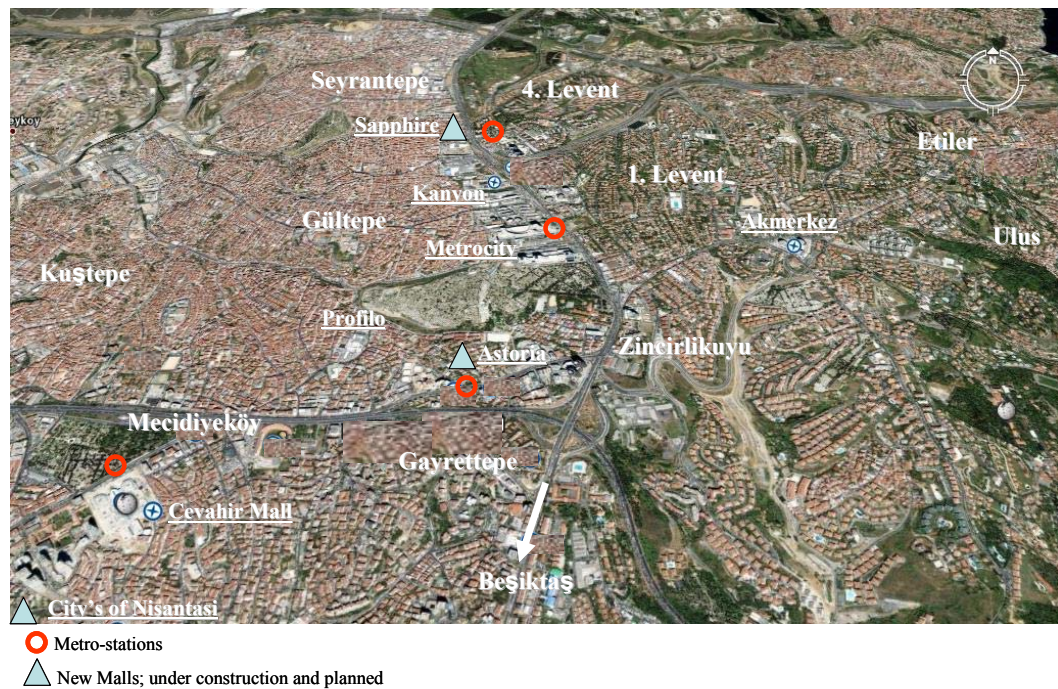 N
Seyrantepe
4. Levent
eykoy
Sapphire
Etiler
1. Levent
Kanyon
Gültepe
Akmerkez
Metrocity
Ulus
Kuştepe
Profilo
Astoria
Zincirlikuyu
Mecidiyeköy
Gayrettepe
Cevahir Mall
Beşiktaş
City's of Nisantasi
Metro-stations
New Malls; under construction and planned